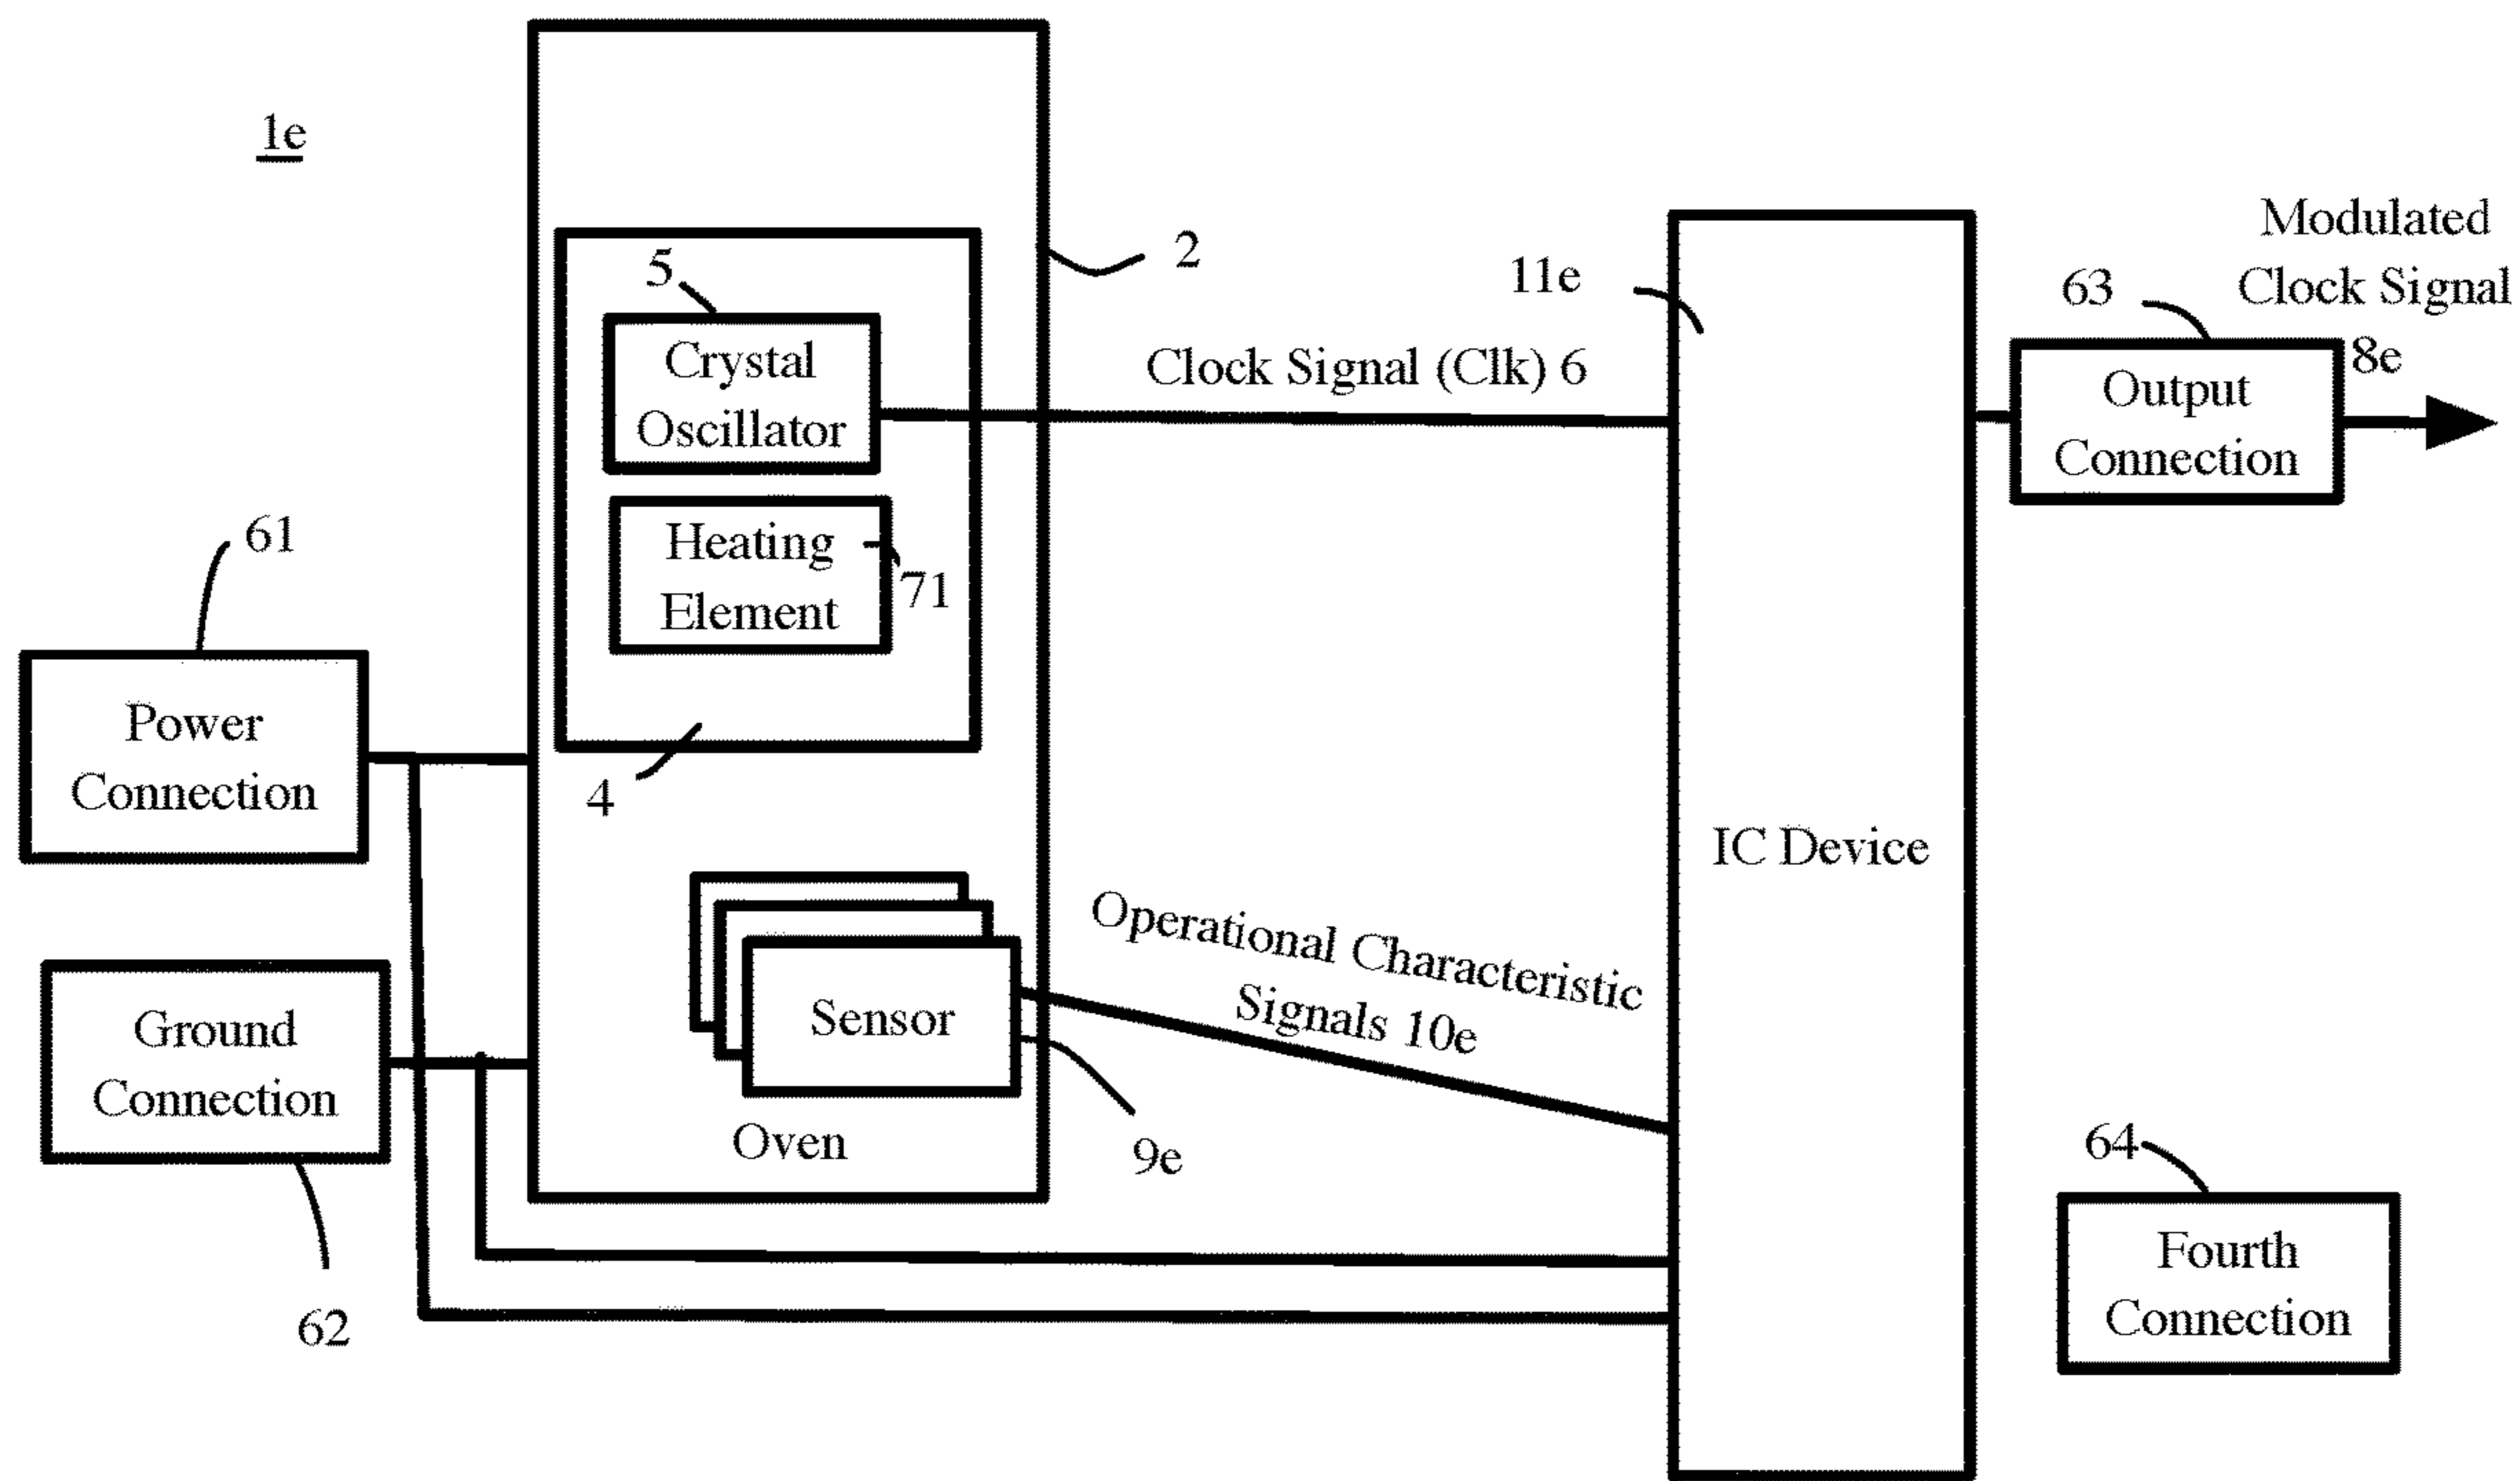 1e
2
5
Crystal
Oscillator
Heating
Element
71
4
Clock Signal (Clk) 6
11e
IC Device
63
Modulated
Clock Signal
8e
Output
Connection
61
Power
Connection
Ground
Connection
62
Sensor
Oven
9e
Operational Characteristic
Signals 10e
64
Fourth
Connection